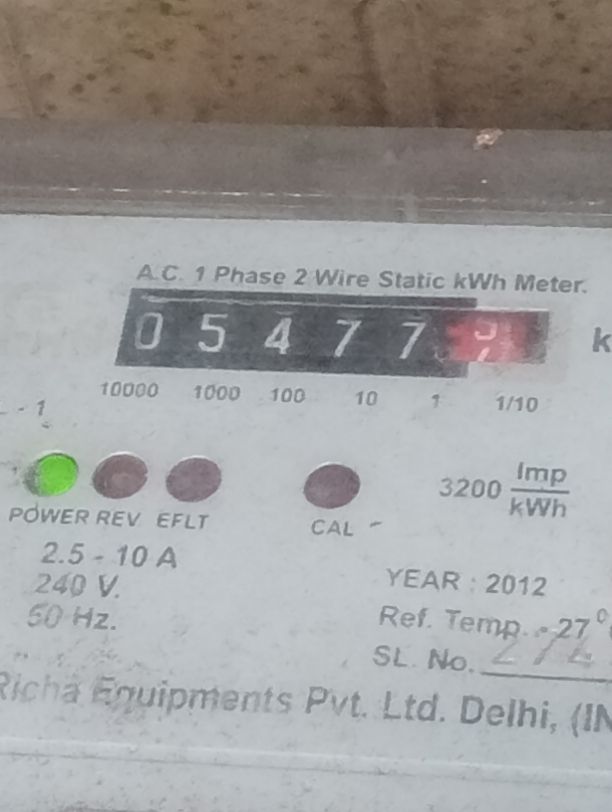 A.C. 1 Phase 2 Wire Static kWh Meter.
0 5 4 7 7 k
10000 1000 100 10 1 1/10
- 1
3200 Imp
kWh
POWER REV EFLT CAL
2.5 - 10 A
240 V.
50 Hz.
YEAR : 2012
Ref. Temp. - 27°
SL. No.
Richa Equipments Pvt. Ltd. Delhi, (IN